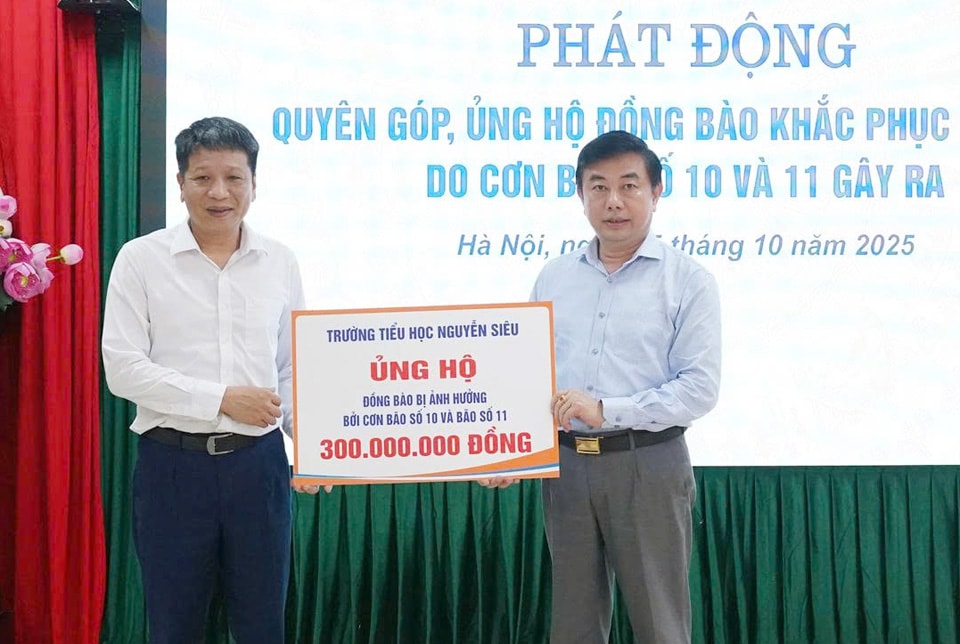 PHÁT ĐỘNG
QUYÊN GÓP, ỦNG HỘ ĐỒNG BÀO KHẮC PHỤC
DO CƠN SỐ 10 VÀ 11 GÂY RA
Hà Nội, tháng 10 năm 2025
TRƯỜNG TIỂU HỌC NGUYỄN SIÊU
ỦNG HỘ
ĐỒNG BÀO BỊ ẢNH HƯỞNG
BỞI CƠN BÃO SỐ 10 VÀ BÃO SỐ 11
300.000.000 ĐỒNG